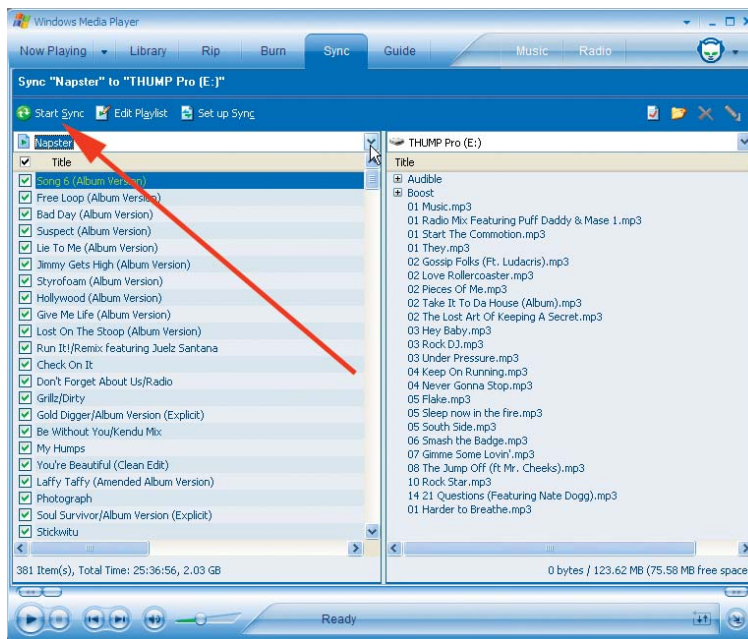 Windows Media Player
Now Playing Library Rip Burn Sync Guide Music Radio
Sync "Napster" to "THUMP Pro (E:)"
Start Sync Edit Playlist Set up Sync
Napster
Title
Song 6 (Album Version)
Free Loop (Album Version)
Bad Day (Album Version)
Suspect (Album Version)
Lie To Me (Album Version)
Jimmy Gets High (Album Version)
Styrofoam (Album Version)
Hollywood (Album Version)
Give Me Life (Album Version)
Lost On The Stoop (Album Version)
Run It!/Remix featuring Juelz Santana
Check On It
Don't Forget About Us/Radio
Grillz/Dirty
Gold Digger/Album Version (Explicit)
Be Without You/Kendu Mix
My Humps
You're Beautiful (Clean Edit)
Laffy Taffy (Amended Album Version)
Photograph
Soul Survivor/Album Version (Explicit)
Stickwitu
381 Item(s), Total Time: 25:36:56, 2.03 GB
THUMP Pro (E:)
Title
Audible
Boost
01 Music.mp3
01 Radio Mix Featuring Puff Daddy & Mase 1.mp3
01 Start The Commotion.mp3
01 They.mp3
02 Gossip Folks (Ft. Ludacris).mp3
02 Love Rollercoaster.mp3
02 Pieces Of Me.mp3
02 Take It To Da House (Album).mp3
02 The Lost Art Of Keeping A Secret.mp3
03 Hey Baby.mp3
03 Rock DJ.mp3
03 Under Pressure.mp3
04 Keep On Running.mp3
04 Never Gonna Stop.mp3
05 Flake.mp3
05 Sleep now in the fire.mp3
05 South Side.mp3
06 Smash the Badge.mp3
07 Gimme Some Lovin'.mp3
08 The Jump Off (ft Mr. Cheeks).mp3
10 Rock Star.mp3
14 21 Questions (Featuring Nate Dogg).mp3
01 Harder to Breathe.mp3
0 bytes / 123.62 MB (75.58 MB free space
Ready